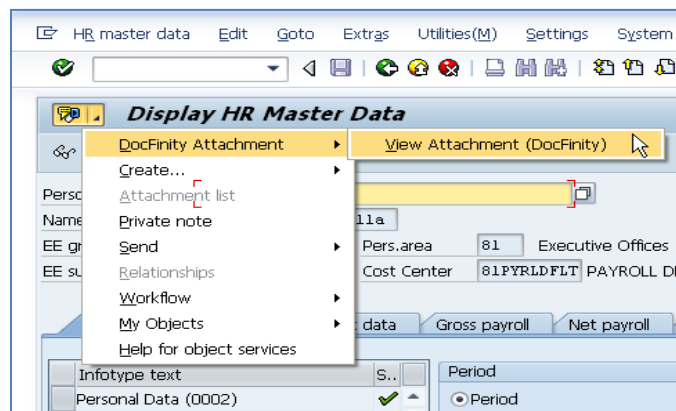 HR master data Edit Goto Extras Utilities(M) Settings System
Display HR Master Data
DocFinity Attachment View Attachment (DocFinity)
Create...
Perso Attachment list
Name Private note lla
EE gr Send Pers.area 81 Executive Offices
EE su Relationships Cost Center 81PYRLDFLT PAYROLL D
Workflow
My Objects data Gross payroll Net payroll
Help for object services
Infotype text S.. Period
Personal Data (0002) Period